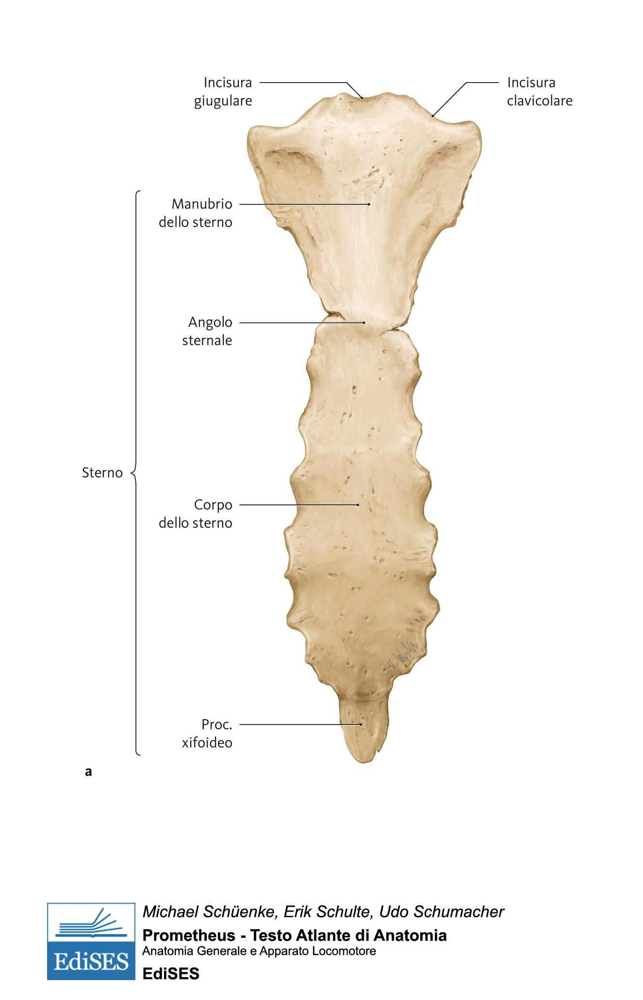 Incisura
giugulare
Incisura
clavicolare
Manubrio
dello sterno
Angolo
sternale
Sterno
Corpo
dello sterno
K. Wesker
Proc.
xifoideo
a
Michael Schüenke, Erik Schulte, Udo Schumacher
Prometheus - Testo Atlante di Anatomia
Anatomia Generale e Apparato Locomotore
EdiSES
EdiSES